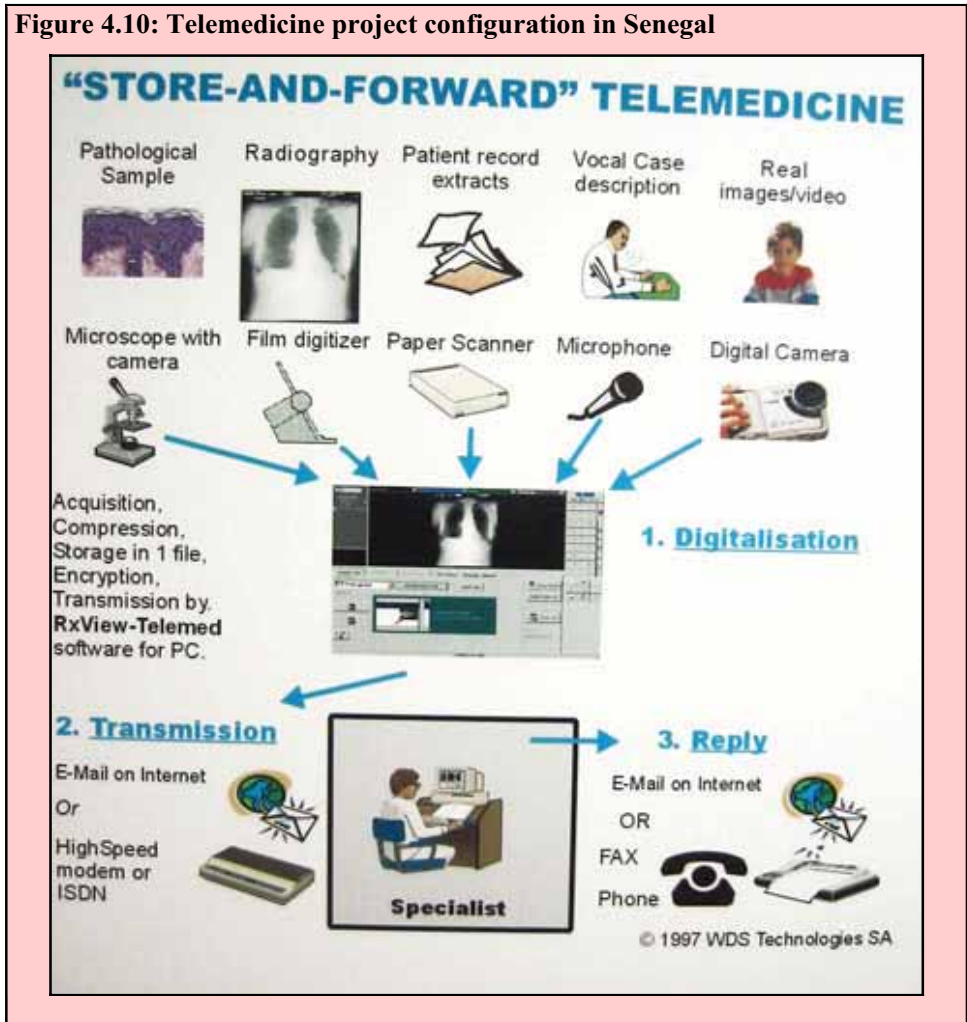 Figure 4.10: Telemedicine project configuration in Senegal
“STORE-AND-FORWARD” TELEMEDICINE
Pathological
Sample
Radiography
Patient record
extracts
Vocal Case
description
Real
images/video
Microscope with
camera
Film digitizer
Paper Scanner
Microphone
Digital Camera
Acquisition,
Compression,
Storage in 1 file,
Encryption,
Transmission by.
RxView-Telemed
software for PC.
1. Digitalisation
2. Transmission
E-Mail on Internet
Or
HighSpeed
modem or
ISDN
Specialist
3. Reply
E-Mail on Internet
OR
FAX
Phone
© 1997 WDS Technologies SA